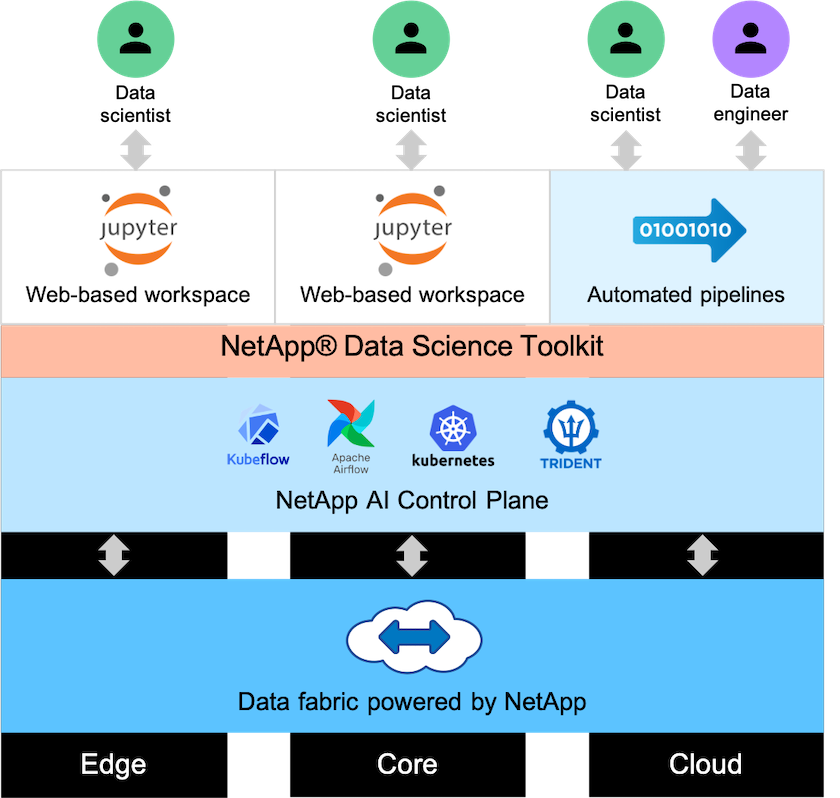 Data
scientist
Data
scientist
Data
scientist
Data
engineer
jupyter
Web-based workspace
jupyter
Web-based workspace
01001010
Automated pipelines
NetApp® Data Science Toolkit
Kubeflow
Apache
Airflow
kubernetes
TRIDENT
NetApp AI Control Plane
Data fabric powered by NetApp
Edge
Core
Cloud